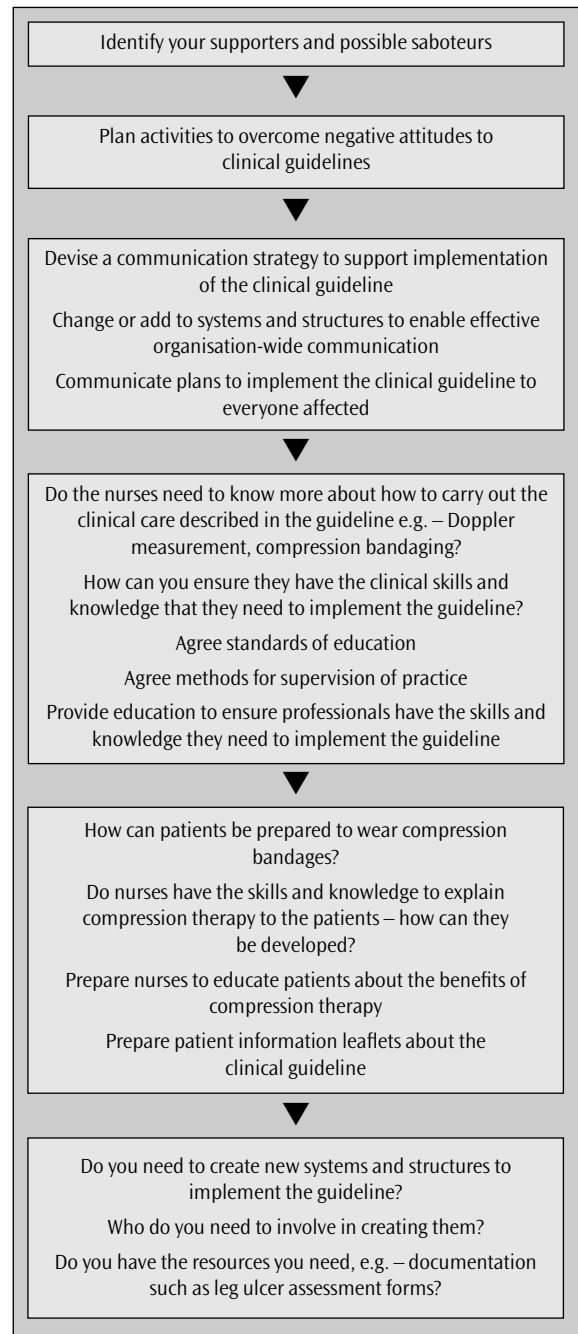 Identify your supporters and possible saboteurs
Plan activities to overcome negative attitudes to
clinical guidelines
Devise a communication strategy to support implementation
of the clinical guideline
Change or add to systems and structures to enable effective
organisation-wide communication
Communicate plans to implement the clinical guideline to
everyone affected
Do the nurses need to know more about how to carry out the
clinical care described in the guideline e.g. – Doppler
measurement, compression bandaging?
How can you ensure they have the clinical skills and
knowledge that they need to implement the guideline?
Agree standards of education
Agree methods for supervision of practice
Provide education to ensure professionals have the skills and
knowledge they need to implement the guideline
How can patients be prepared to wear compression
bandages?
Do nurses have the skills and knowledge to explain
compression therapy to the patients – how can they
be developed?
Prepare nurses to educate patients about the benefits of
compression therapy
Prepare patient information leaflets about the
clinical guideline
Do you need to create new systems and structures to
implement the guideline?
Who do you need to involve in creating them?
Do you have the resources you need, e.g. – documentation
such as leg ulcer assessment forms?